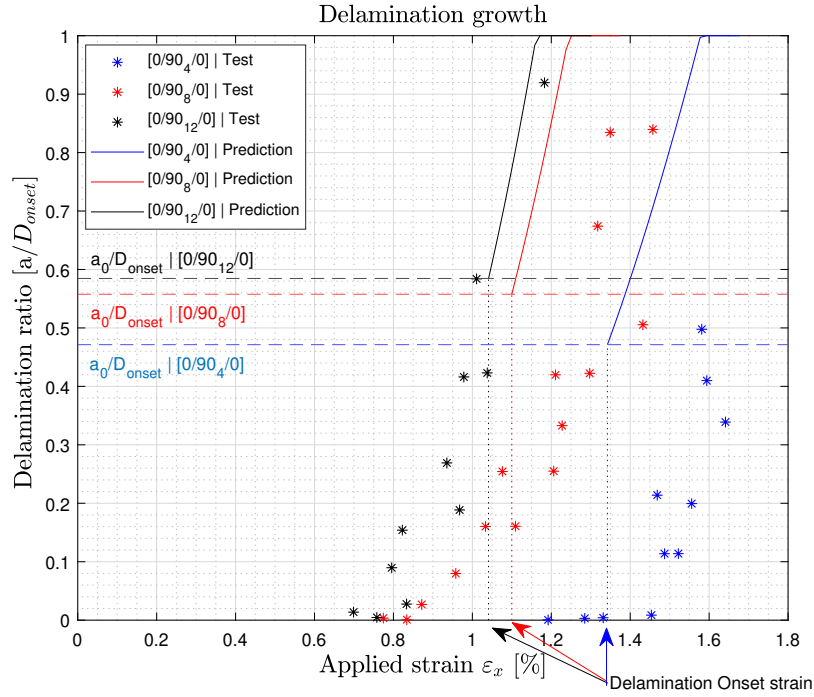 Delamination growth
[0/90₄/0] | Test
[0/90₈/0] | Test
[0/90₁₂/0] | Test
[0/90₄/0] | Prediction
[0/90₈/0] | Prediction
[0/90₁₂/0] | Prediction
a₀/D_onset | [0/90₁₂/0]
a₀/D_onset | [0/90₈/0]
a₀/D_onset | [0/90₄/0]
Delamination ratio [a/D_onset]
1
0.9
0.8
0.7
0.6
0.5
0.4
0.3
0.2
0.1
0
0 0.2 0.4 0.6 0.8 1 1.2 1.4 1.6 1.8
Applied strain ε_x [%]
Delamination Onset strain